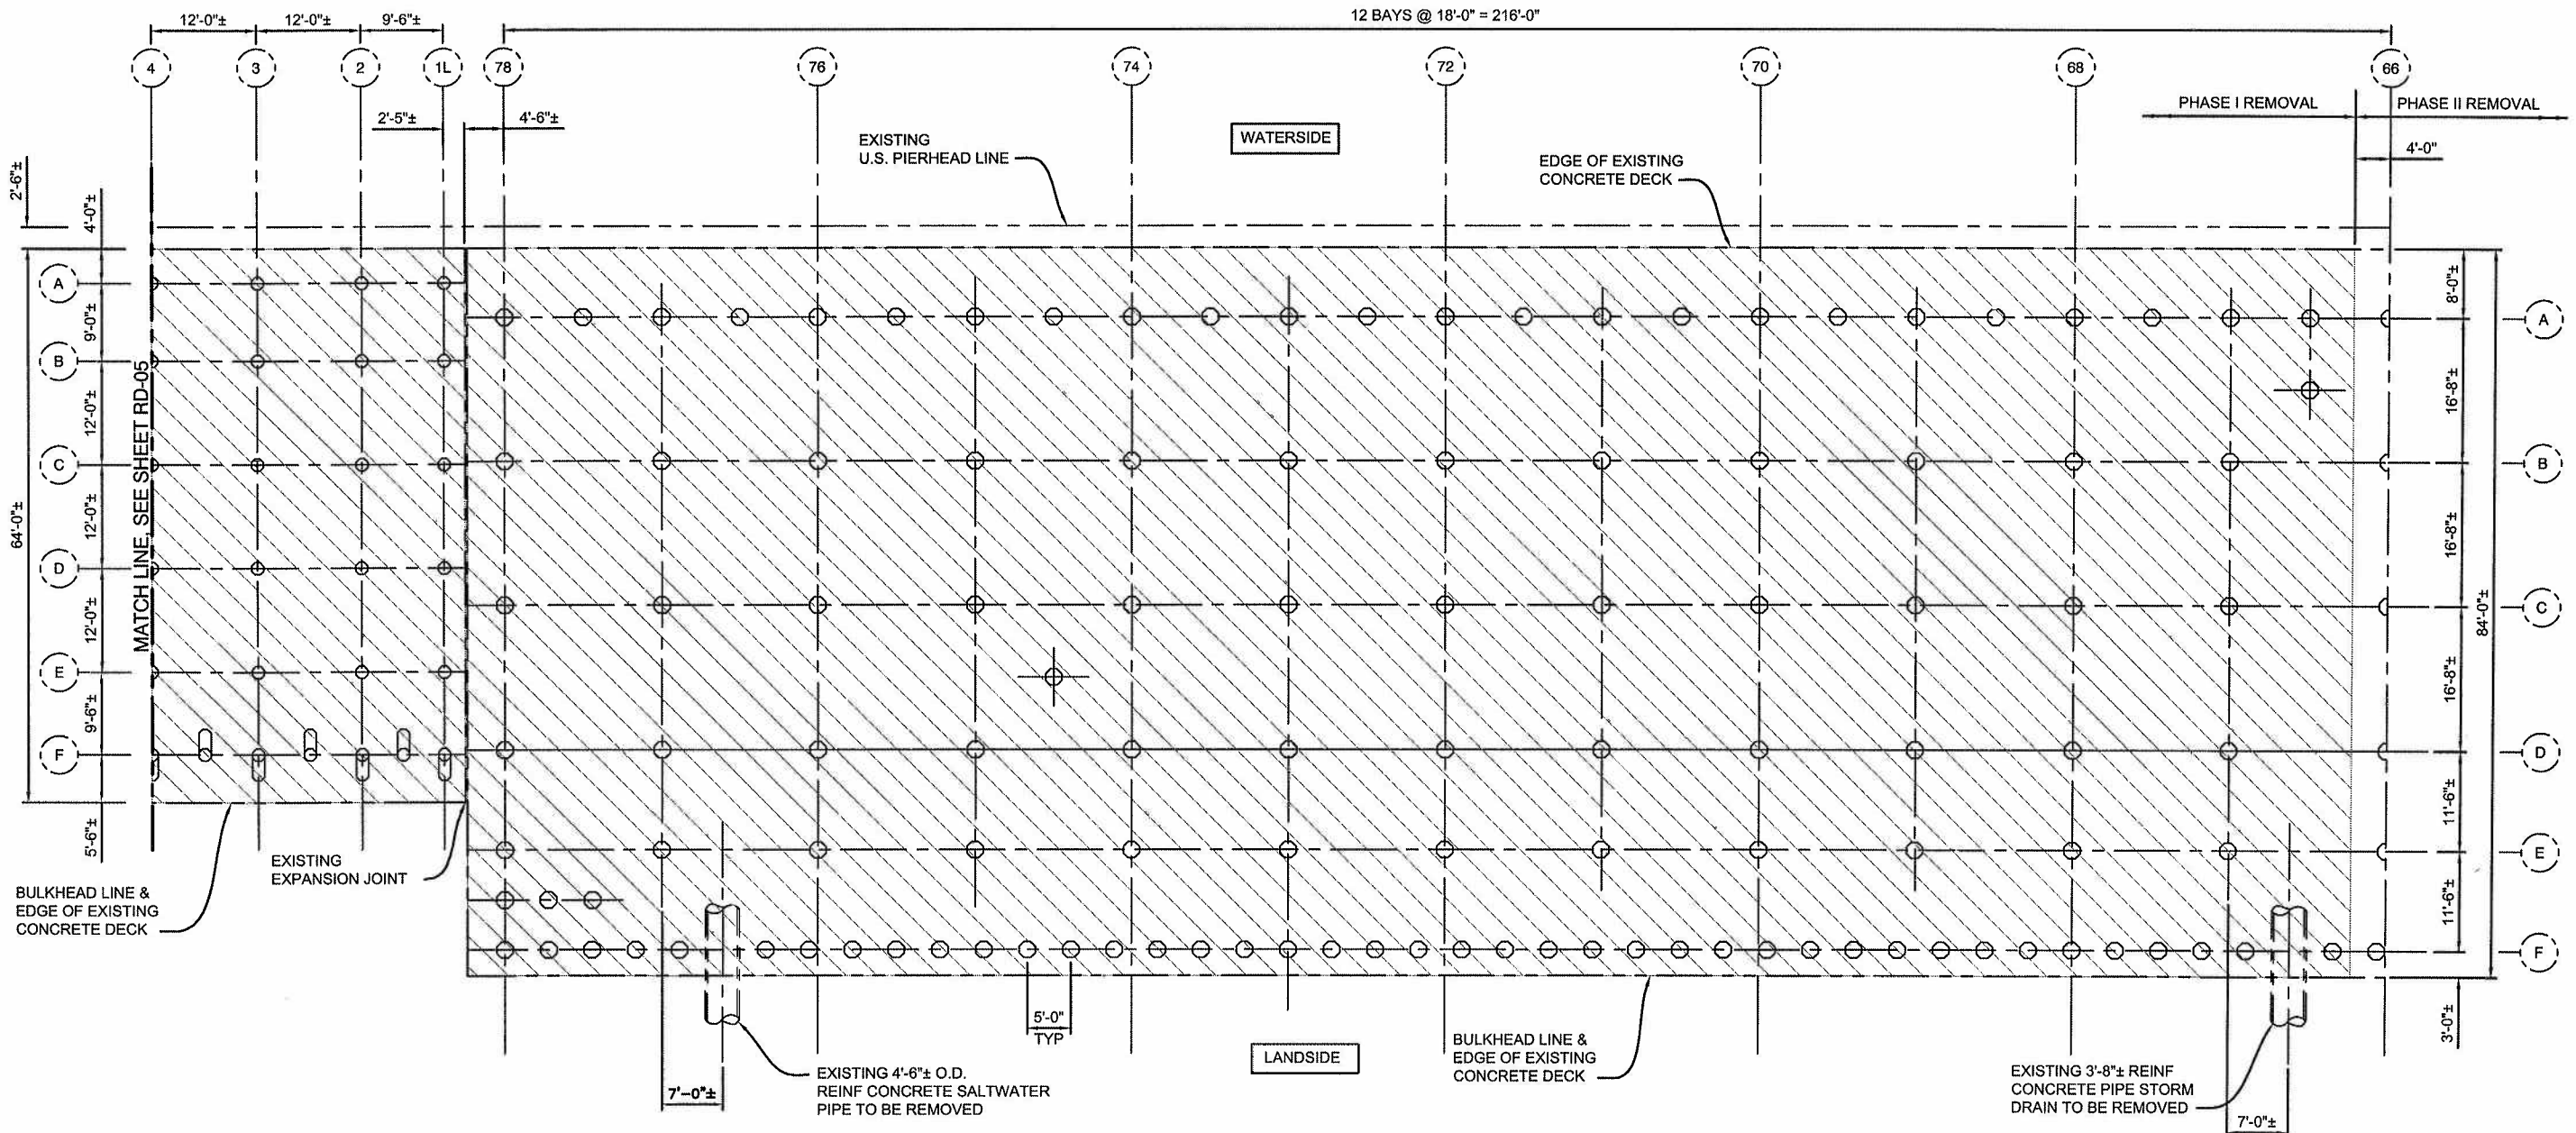 12 BAYS @ 18'-0" = 216'-0"
12'-0"±
12'-0"±
9'-6"±
4
3
2
1L
78
76
74
72
70
68
66
2'-5"±
4'-6"±
PHASE I REMOVAL
PHASE II REMOVAL
4'-0"
WATERSIDE
EXISTING
U.S. PIERHEAD LINE
EDGE OF EXISTING
CONCRETE DECK
2'-6"±
4'-0"±
9'-0"±
12'-0"±
12'-0"±
12'-0"±
9'-6"±
5'-6"±
64'-0"±
A
B
C
D
E
F
MATCH LINE, SEE SHEET RD-05
8'-0"±
16'-8"±
16'-8"±
16'-8"±
11'-6"±
11'-6"±
3'-0"±
84'-0"±
A
B
C
D
E
F
BULKHEAD LINE &
EDGE OF EXISTING
CONCRETE DECK
EXISTING
EXPANSION JOINT
7'-0"±
EXISTING 4'-6"± O.D.
REINF CONCRETE SALTWATER
PIPE TO BE REMOVED
5'-0"
TYP
LANDSIDE
BULKHEAD LINE &
EDGE OF EXISTING
CONCRETE DECK
EXISTING 3'-8"± REINF
CONCRETE PIPE STORM
DRAIN TO BE REMOVED
7'-0"±